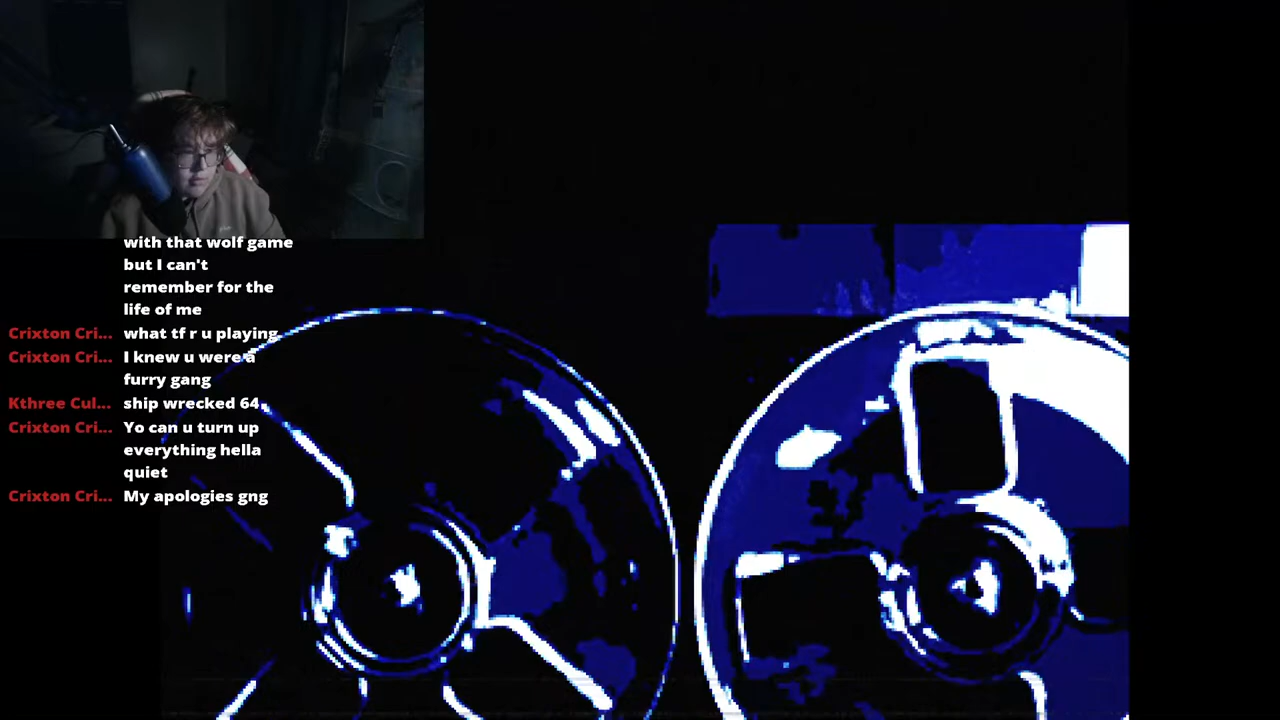 with that wolf game
but I can't
remember for the
life of me
Crixton Cri... what tf r u playing
Crixton Cri... I knew u were a
furry gang
Kthree Cul... ship wrecked 64
Crixton Cri... Yo can u turn up
everything hella
quiet
Crixton Cri... My apologies gng